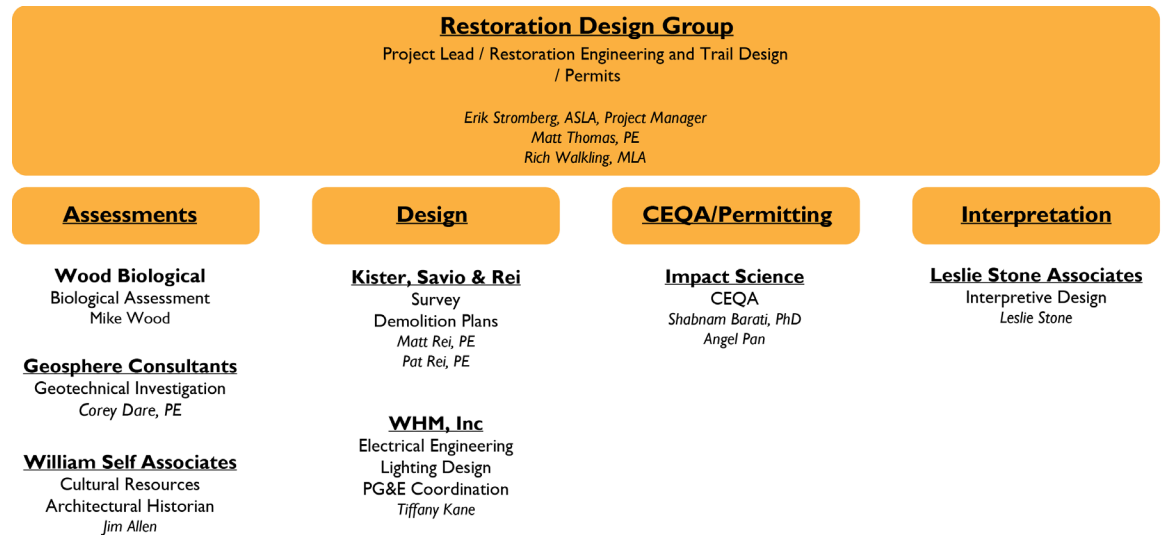 Restoration Design Group
Project Lead / Restoration Engineering and Trail Design
/ Permits
Erik Stromberg, ASLA, Project Manager
Matt Thomas, PE
Rich Walkling, MLA
Assessments
Wood Biological
Biological Assessment
Mike Wood
Geosphere Consultants
Geotechnical Investigation
Corey Dare, PE
William Self Associates
Cultural Resources
Architectural Historian
Jim Allen
Design
Kister, Savio & Rei
Survey
Demolition Plans
Matt Rei, PE
Pat Rei, PE
WHM, Inc
Electrical Engineering
Lighting Design
PG&E Coordination
Tiffany Kane
CEQA/Permitting
Impact Science
CEQA
Shabnam Barati, PhD
Angel Pan
Interpretation
Leslie Stone Associates
Interpretive Design
Leslie Stone